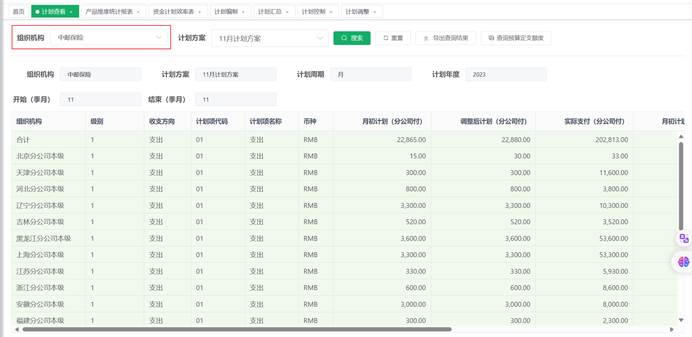 首页 计划查看 × 产品维度统计报表 × 资金计划效率表 × 计划编制 × 计划汇总 × 计划控制 × 计划调整 ×
组织机构 中邮保险 计划方案 11月计划方案 搜索 重置 导出查询结果 查询预算定支额度
组织机构 中邮保险 计划方案 11月计划方案 计划周期 月 计划年度 2023
开始（季月） 11 结束（季月） 11
组织机构 级别 收支方向 计划项代码 计划项名称 币种 月初计划（分公司付） 调整后计划（分公司付） 实际支付（分公司付） 月初计划
合计 1 支出 01 支出 RMB 22,865.00 22,880.00 202,813.00
北京分公司本级 1 支出 01 支出 RMB 15.00 30.00 33.00
天津分公司本级 1 支出 01 支出 RMB 300.00 300.00 11,600.00
河北分公司本级 1 支出 01 支出 RMB 800.00 800.00 3,800.00
辽宁分公司本级 1 支出 01 支出 RMB 3,300.00 3,300.00 10,300.00
吉林分公司本级 1 支出 01 支出 RMB 520.00 520.00 3,520.00
黑龙江分公司本级 1 支出 01 支出 RMB 3,600.00 3,600.00 53,600.00
上海分公司本级 1 支出 01 支出 RMB 3,300.00 3,300.00 53,300.00
江苏分公司本级 1 支出 01 支出 RMB 330.00 330.00 5,930.00
浙江分公司本级 1 支出 01 支出 RMB 600.00 600.00 8,600.00
安徽分公司本级 1 支出 01 支出 RMB 3,000.00 3,000.00 8,000.00
福建分公司本级 1 支出 01 支出 RMB 300.00 300.00 2,300.00